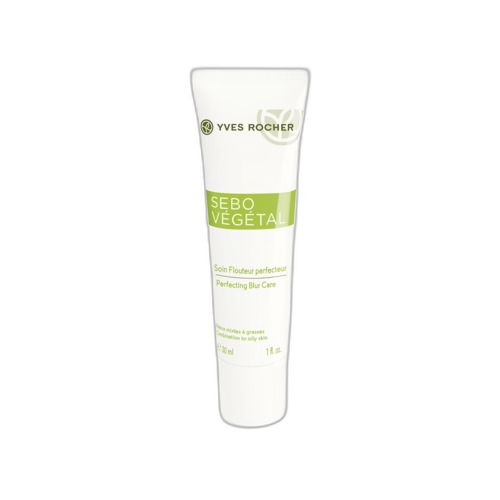 YVES ROCHER
SEBO
VÉGÉTAL
Soin Flouteur perfecteur
Perfecting Blur Care
mixtes à grasses
Combination to oily skin
30 ml 1 fl. oz.